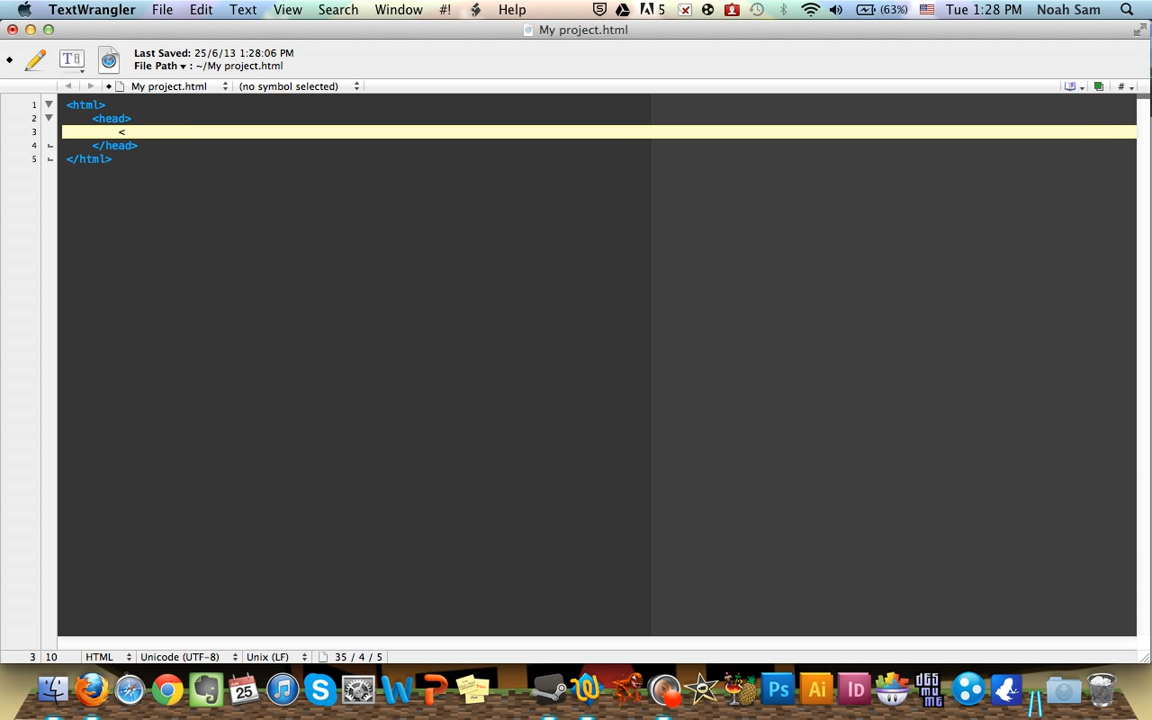 TextWrangler File Edit Text View Search Window #! Help 5 (63%) Tue 1:28 PM Noah Sam
My project.html
T
Last Saved: 25/6/13 1:28:06 PM
File Path : ~/My project.html
My project.html (no symbol selected) #
1 <html>
2 <head>
3 <
4 </head>
5 </html>
3 10 HTML Unicode (UTF-8) Unix (LF) 35 / 4 / 5
25 Ps Ai Id